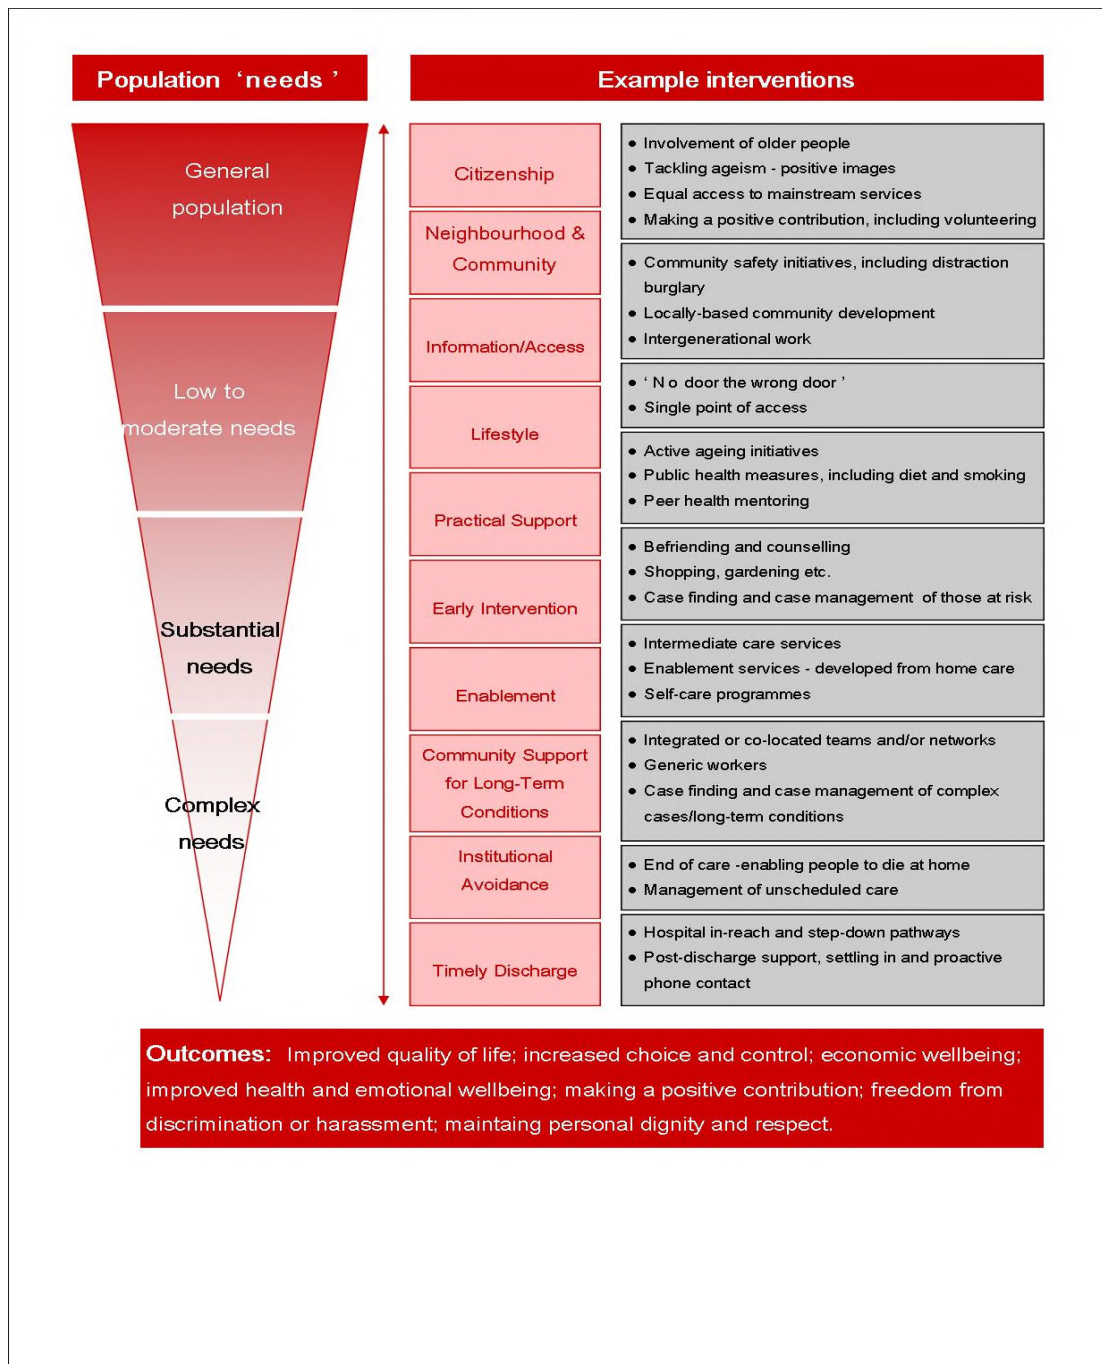 Population 'needs'
Example interventions
General
population
Low to
moderate needs
Substantial
needs
Complex
needs
Citizenship
Neighbourhood &
Community
Information/Access
Lifestyle
Practical Support
Early Intervention
Enablement
Community Support
for Long-Term
Conditions
Institutional
Avoidance
Timely Discharge
• Involvement of older people
• Tackling ageism - positive images
• Equal access to mainstream services
• Making a positive contribution, including volunteering
• Community safety initiatives, including distraction
burglary
• Locally-based community development
• Intergenerational work
• 'No door the wrong door'
• Single point of access
• Active ageing initiatives
• Public health measures, including diet and smoking
• Peer health mentoring
• Befriending and counselling
• Shopping, gardening etc.
• Case finding and case management of those at risk
• Intermediate care services
• Enablement services - developed from home care
• Self-care programmes
• Integrated or co-located teams and/or networks
• Generic workers
• Case finding and case management of complex
cases/long-term conditions
• End of care -enabling people to die at home
• Management of unscheduled care
• Hospital in-reach and step-down pathways
• Post-discharge support, settling in and proactive
phone contact
Outcomes: Improved quality of life; increased choice and control; economic wellbeing;
improved health and emotional wellbeing; making a positive contribution; freedom from
discrimination or harassment; maintaing personal dignity and respect.